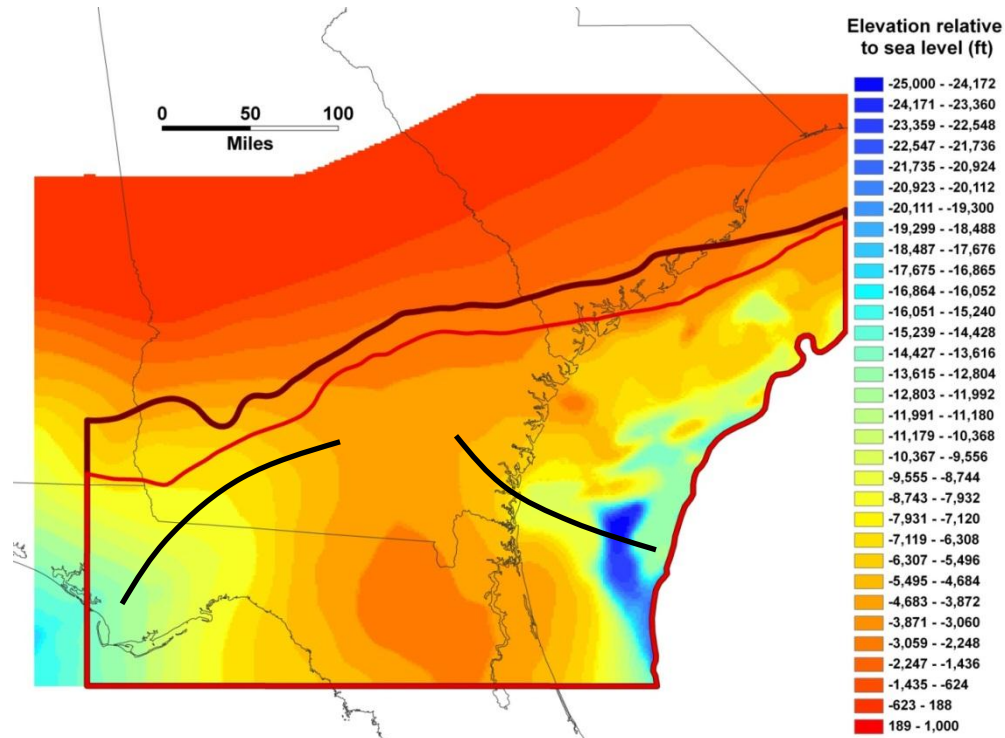 Elevation relative
to sea level (ft)
0 50 100
Miles
-25,000 - -24,172
-24,171 - -23,360
-23,359 - -22,548
-22,547 - -21,736
-21,735 - -20,924
-20,923 - -20,112
-20,111 - -19,300
-19,299 - -18,488
-18,487 - -17,676
-17,675 - -16,865
-16,864 - -16,052
-16,051 - -15,240
-15,239 - -14,428
-14,427 - -13,616
-13,615 - -12,804
-12,803 - -11,992
-11,991 - -11,180
-11,179 - -10,368
-10,367 - -9,556
-9,555 - -8,744
-8,743 - -7,932
-7,931 - -7,120
-7,119 - -6,308
-6,307 - -5,496
-5,495 - -4,684
-4,683 - -3,872
-3,871 - -3,060
-3,059 - -2,248
-2,247 - -1,436
-1,435 - -624
-623 - 188
189 - 1,000